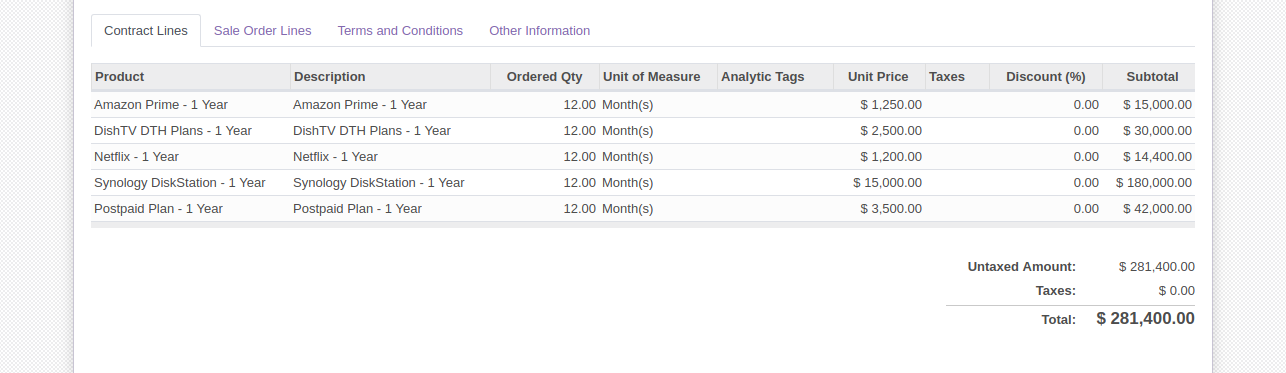 Contract Lines Sale Order Lines Terms and Conditions Other Information
Product Description Ordered Qty Unit of Measure Analytic Tags Unit Price Taxes Discount (%) Subtotal
Amazon Prime - 1 Year Amazon Prime - 1 Year 12.00 Month(s) $ 1,250.00 0.00 $ 15,000.00
DishTV DTH Plans - 1 Year DishTV DTH Plans - 1 Year 12.00 Month(s) $ 2,500.00 0.00 $ 30,000.00
Netflix - 1 Year Netflix - 1 Year 12.00 Month(s) $ 1,200.00 0.00 $ 14,400.00
Synology DiskStation - 1 Year Synology DiskStation - 1 Year 12.00 Month(s) $ 15,000.00 0.00 $ 180,000.00
Postpaid Plan - 1 Year Postpaid Plan - 1 Year 12.00 Month(s) $ 3,500.00 0.00 $ 42,000.00
Untaxed Amount: $ 281,400.00
Taxes: $ 0.00
Total: $ 281,400.00